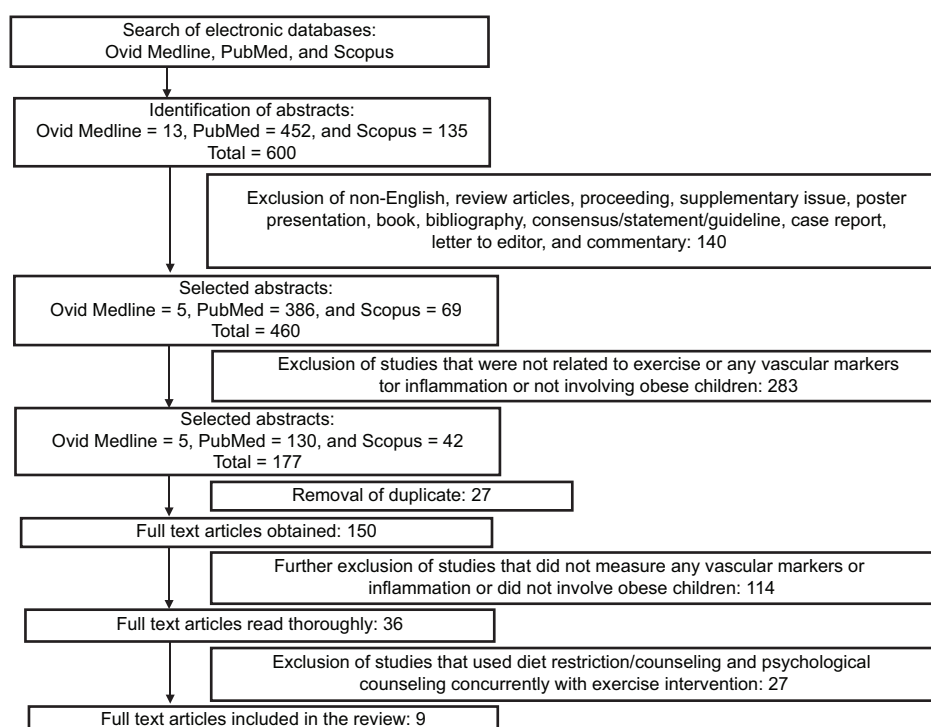 Search of electronic databases:
Ovid Medline, PubMed, and Scopus
Identification of abstracts:
Ovid Medline = 13, PubMed = 452, and Scopus = 135
Total = 600
Exclusion of non-English, review articles, proceeding, supplementary issue, poster
presentation, book, bibliography, consensus/statement/guideline, case report,
letter to editor, and commentary: 140
Selected abstracts:
Ovid Medline = 5, PubMed = 386, and Scopus = 69
Total = 460
Exclusion of studies that were not related to exercise or any vascular markers
tor inflammation or not involving obese children: 283
Selected abstracts:
Ovid Medline = 5, PubMed = 130, and Scopus = 42
Total = 177
Removal of duplicate: 27
Full text articles obtained: 150
Further exclusion of studies that did not measure any vascular markers or
inflammation or did not involve obese children: 114
Full text articles read thoroughly: 36
Exclusion of studies that used diet restriction/counseling and psychological
counseling concurrently with exercise intervention: 27
Full text articles included in the review: 9